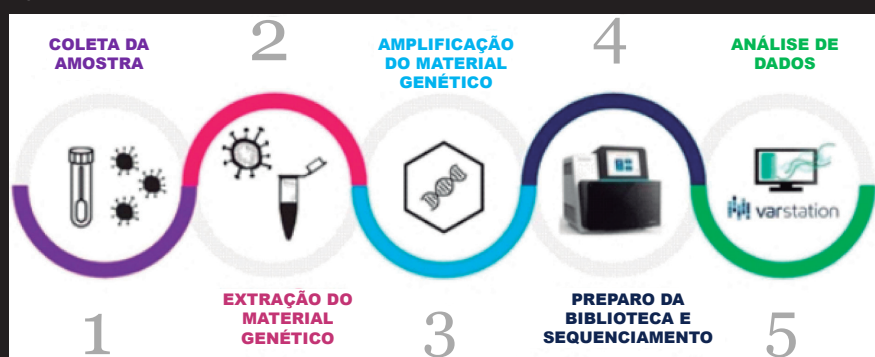 COLETA DA
AMOSTRA
1
2
EXTRAÇÃO DO
MATERIAL
GENÉTICO
AMPLIFICAÇÃO
DO MATERIAL
GENÉTICO
3
4
PREPARO DA
BIBLIOTECA E
SEQUENCIAMENTO
ANÁLISE DE
DADOS
varstation
5